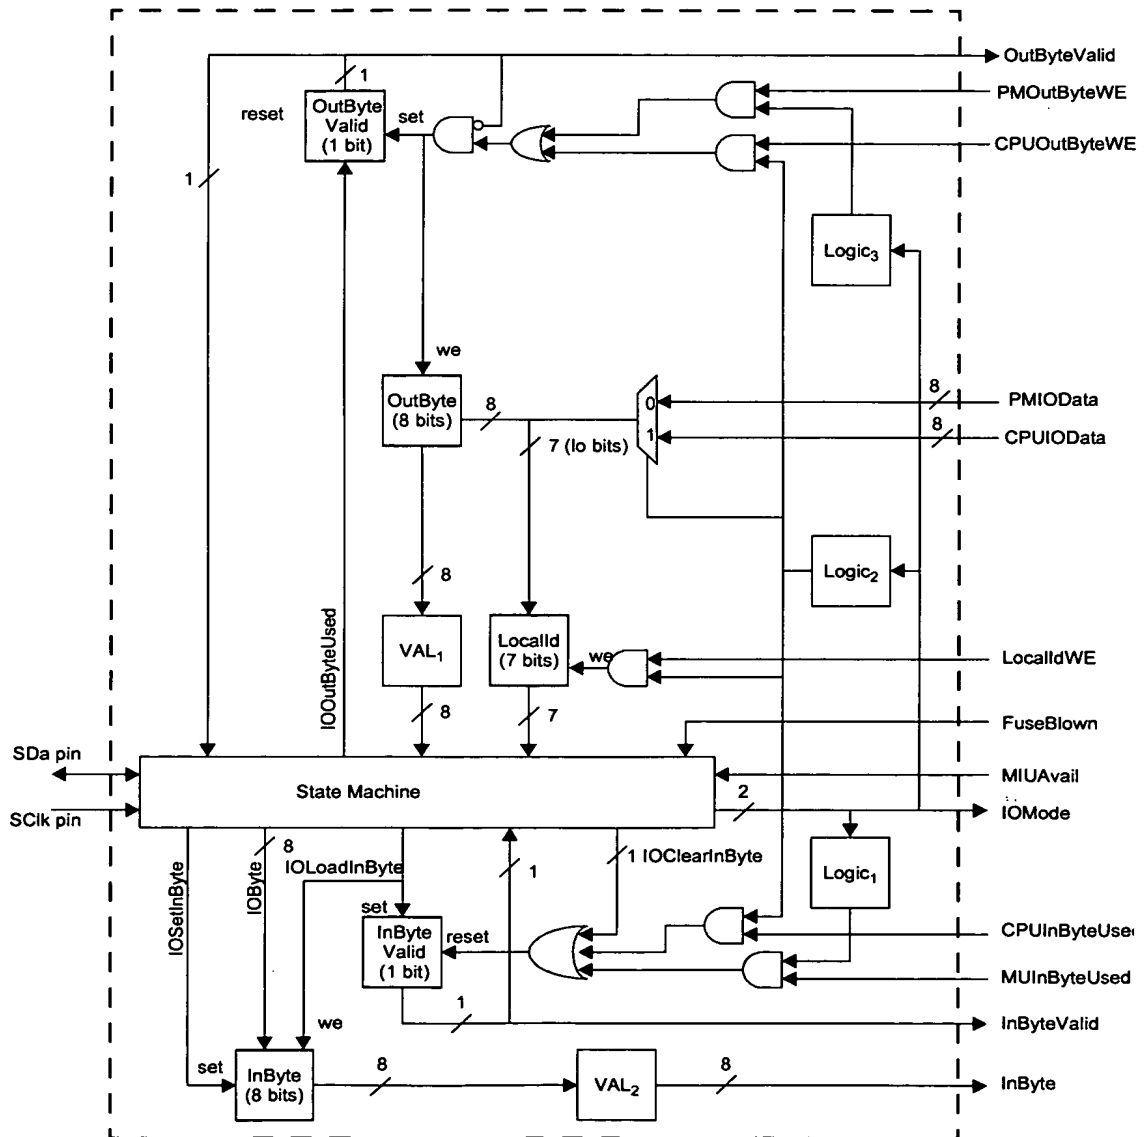 OutByteValid
1
PMOutByteWE
reset
OutByte
Valid
(1 bit)
set
CPUOutByteWE
1
Logic3
we
OutByte
(8 bits)
8
0
8
PMIOData
1
8
CPUIOData
7 (lo bits)
8
Logic2
IOOutByteUsed
VAL1
LocalId
(7 bits)
we
LocalIdWE
8
7
FuseBlown
SDa pin
MIUAvail
State Machine
2
SClk pin
IOMode
8
IOLoadInByte
1
1 IOClearInByte
Logic1
IOSetInByte
IOByte
set
InByte
Valid
(1 bit)
reset
CPUInByteUse
MUInByteUsed
1
we
InByteValid
set
InByte
(8 bits)
8
VAL2
8
InByte